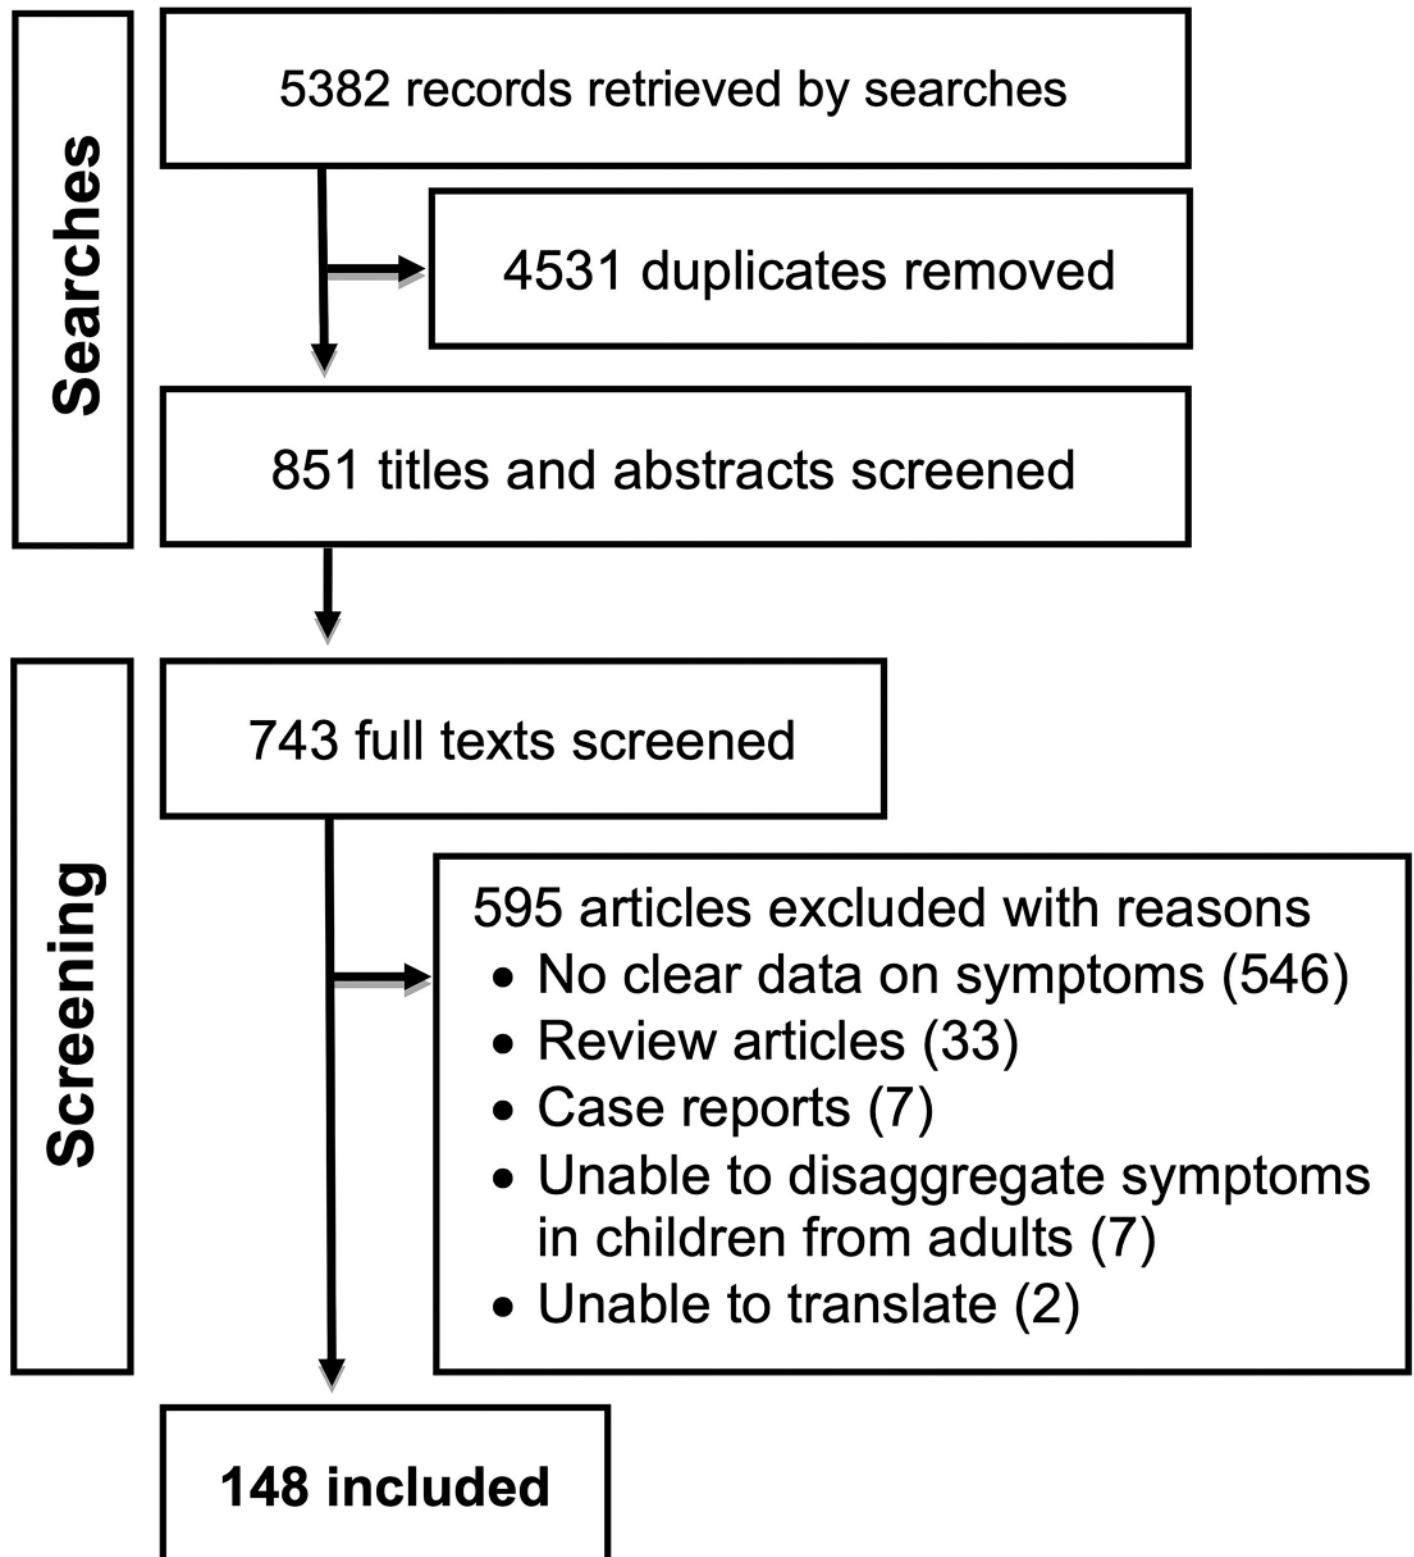 Searches
5382 records retrieved by searches
4531 duplicates removed
851 titles and abstracts screened
Screening
743 full texts screened
595 articles excluded with reasons
• No clear data on symptoms (546)
• Review articles (33)
• Case reports (7)
• Unable to disaggregate symptoms
in children from adults (7)
• Unable to translate (2)
148 included